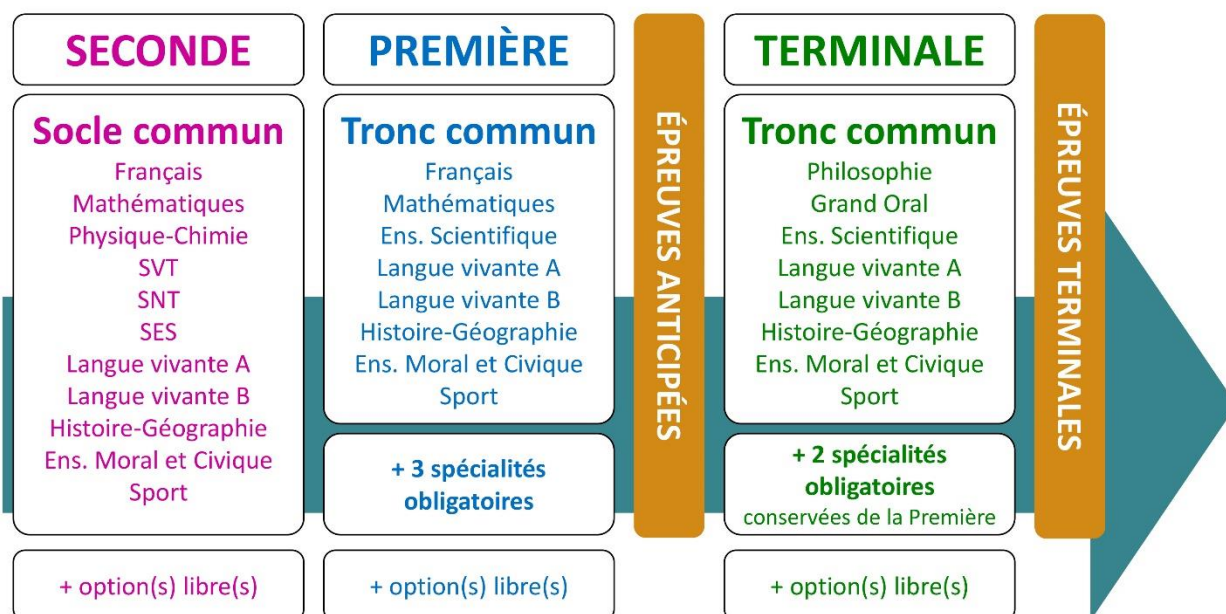 SECONDE
Socle commun
Français
Mathématiques
Physique-Chimie
SVT
SNT
SES
Langue vivante A
Langue vivante B
Histoire-Géographie
Ens. Moral et Civique
Sport
+ option(s) libre(s)
PREMIÈRE
Tronc commun
Français
Mathématiques
Ens. Scientifique
Langue vivante A
Langue vivante B
Histoire-Géographie
Ens. Moral et Civique
Sport
+ 3 spécialités
obligatoires
+ option(s) libre(s)
ÉPREUVES ANTICIPÉES
TERMINALE
Tronc commun
Philosophie
Grand Oral
Ens. Scientifique
Langue vivante A
Langue vivante B
Histoire-Géographie
Ens. Moral et Civique
Sport
+ 2 spécialités
obligatoires
conservées de la Première
+ option(s) libre(s)
ÉPREUVES TERMINALES